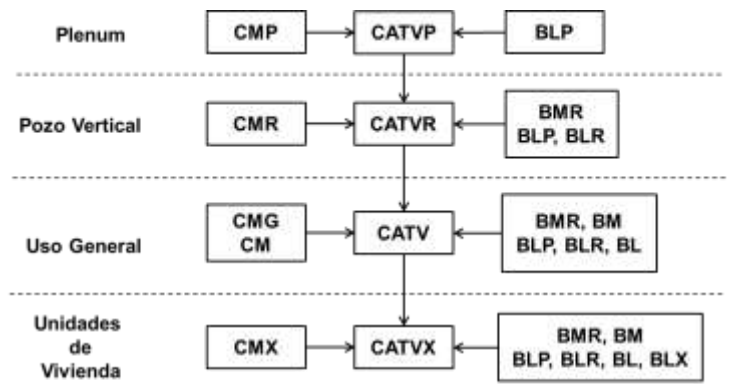 Plenum
CMP
CATVP
BLP
Pozo Vertical
CMR
CATVR
BMR
BLP, BLR
Uso General
CMG
CM
CATV
BMR, BM
BLP, BLR, BL
Unidades
de
Vivienda
CMX
CATVX
BMR, BM
BLP, BLR, BL, BLX